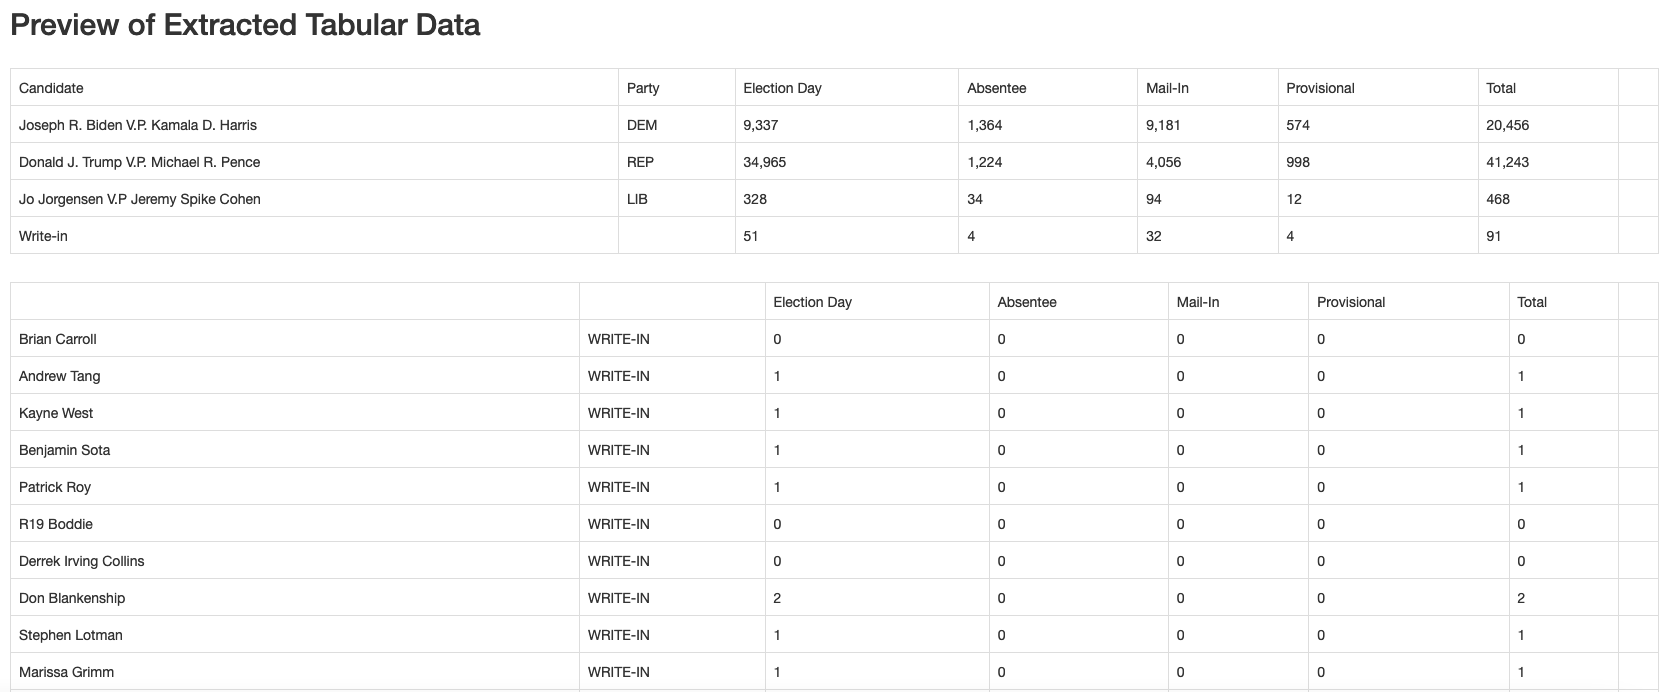 Preview of Extracted Tabular Data
Candidate Party Election Day Absentee Mail-In Provisional Total
Joseph R. Biden V.P. Kamala D. Harris DEM 9,337 1,364 9,181 574 20,456
Donald J. Trump V.P. Michael R. Pence REP 34,965 1,224 4,056 998 41,243
Jo Jorgensen V.P Jeremy Spike Cohen LIB 328 34 94 12 468
Write-in 51 4 32 4 91
Election Day Absentee Mail-In Provisional Total
Brian Carroll WRITE-IN 0 0 0 0 0
Andrew Tang WRITE-IN 1 0 0 0 1
Kayne West WRITE-IN 1 0 0 0 1
Benjamin Sota WRITE-IN 1 0 0 0 1
Patrick Roy WRITE-IN 1 0 0 0 1
R19 Boddie WRITE-IN 0 0 0 0 0
Derrek Irving Collins WRITE-IN 0 0 0 0 0
Don Blankenship WRITE-IN 2 0 0 0 2
Stephen Lotman WRITE-IN 1 0 0 0 1
Marissa Grimm WRITE-IN 1 0 0 0 1